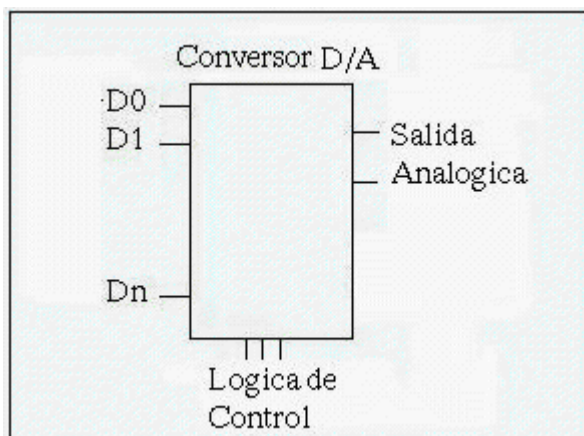 Conversor D/A
D0
D1
Dn
Salida
Analogica
Logica de
Control